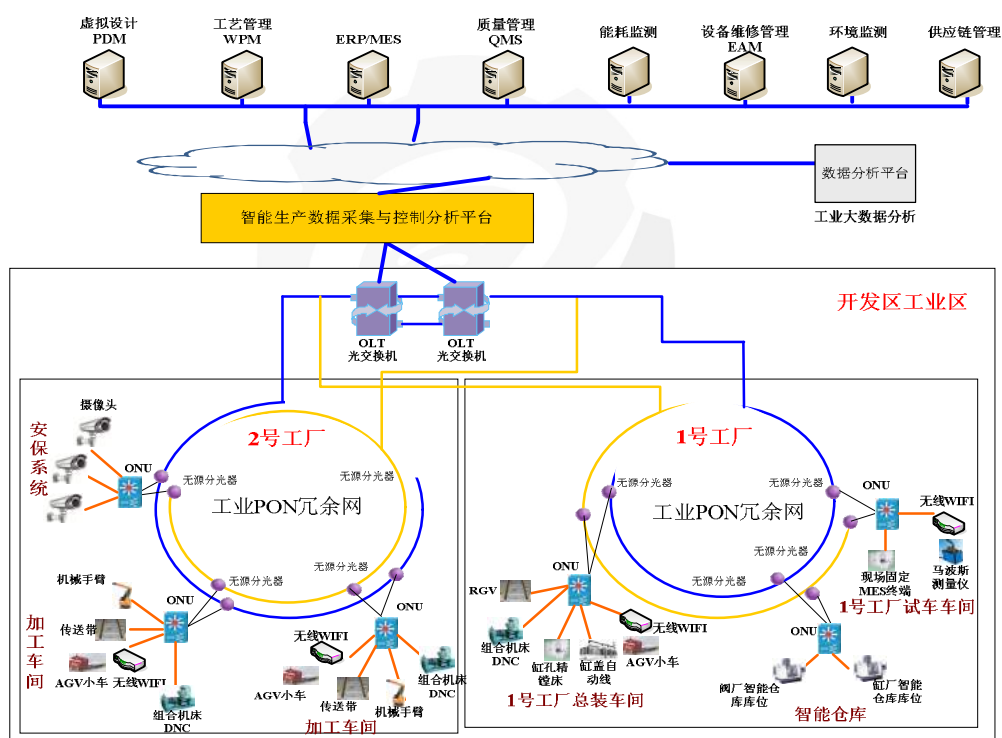 虚拟设计
PDM
工艺管理
WPM
ERP/MES
质量管理
QMS
能耗监测
设备维修管理
EAM
环境监测
供应链管理
数据分析平台
工业大数据分析
智能生产数据采集与控制分析平台
开发区工业区
OLT
光交换机
OLT
光交换机
2号工厂
摄像头
安保系统
ONU
无源分光器
无源分光器
工业PON冗余网
无源分光器
无源分光器
机械手臂
ONU
加工车间
传送带
AGV小车
无线WIFI
组合机床
DNC
ONU
无线WIFI
AGV小车
传送带
机械手臂
组合机床
DNC
加工车间
1号工厂
无源分光器
无源分光器
工业PON冗余网
ONU
无线WIFI
无源分光器
现场固定
MES终端
马波斯
测量仪
1号工厂试车车间
ONU
RGV
组合机床
DNC
缸孔精
镗床
缸盖自
动线
无线WIFI
AGV小车
1号工厂总装车间
ONU
阀厂智能仓
库库位
缸厂智能
仓库库位
智能仓库